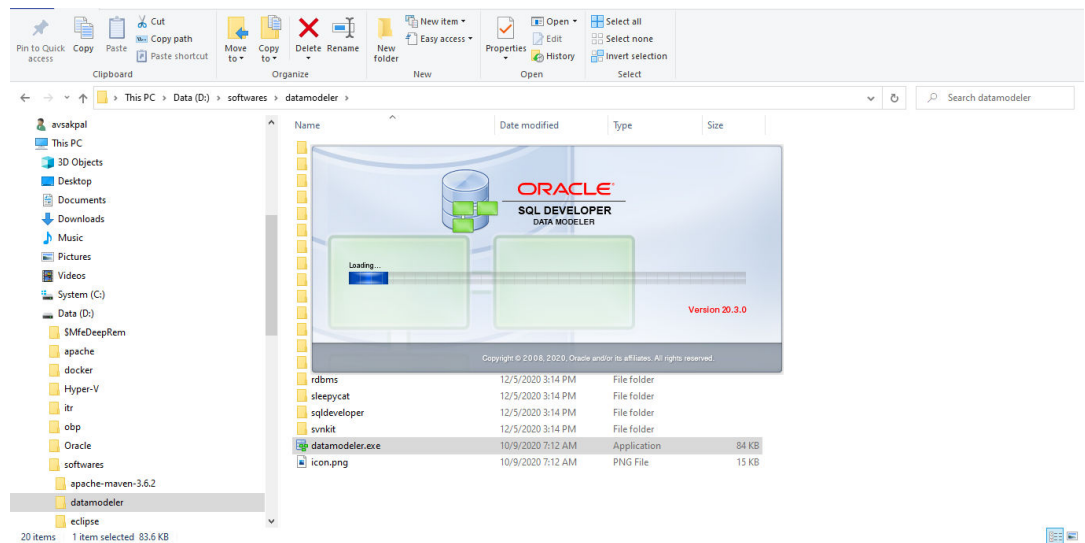 Pin to Quick access
Copy
Paste
Cut
Copy path
Paste shortcut
Clipboard
Move to
Copy to
Delete
Rename
Organize
New folder
New item
Easy access
New
Properties
Open
Edit
History
Open
Select all
Select none
Invert selection
Select
This PC > Data (D:) > softwares > datamodeler >
Search datamodeler
avsakpal
This PC
3D Objects
Desktop
Documents
Downloads
Music
Pictures
Videos
System (C:)
Data (D:)
$MfeDeepRem
apache
docker
Hyper-V
itr
obp
Oracle
softwares
apache-maven-3.6.2
datamodeler
eclipse
Name Date modified Type Size
ORACLE
SQL DEVELOPER
DATA MODELER
Loading...
Version 20.3.0
Copyright © 2008, 2020, Oracle and/or its affiliates. All rights reserved.
rdbms 12/5/2020 3:14 PM File folder
sleepycat 12/5/2020 3:14 PM File folder
sqldeveloper 12/5/2020 3:14 PM File folder
svnkit 12/5/2020 3:14 PM File folder
datamodeler.exe 10/9/2020 7:12 AM Application 84 KB
icon.png 10/9/2020 7:12 AM PNG File 15 KB
20 items 1 item selected 83.6 KB